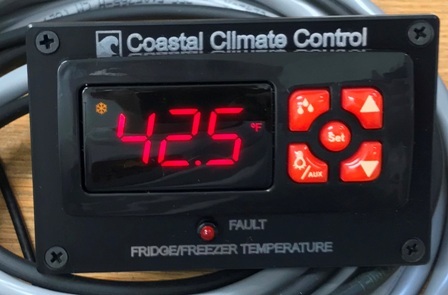 Coastal Climate Control
42.5 °F
Set
/AUX
FAULT
FRIDGE/FREEZER TEMPERATURE